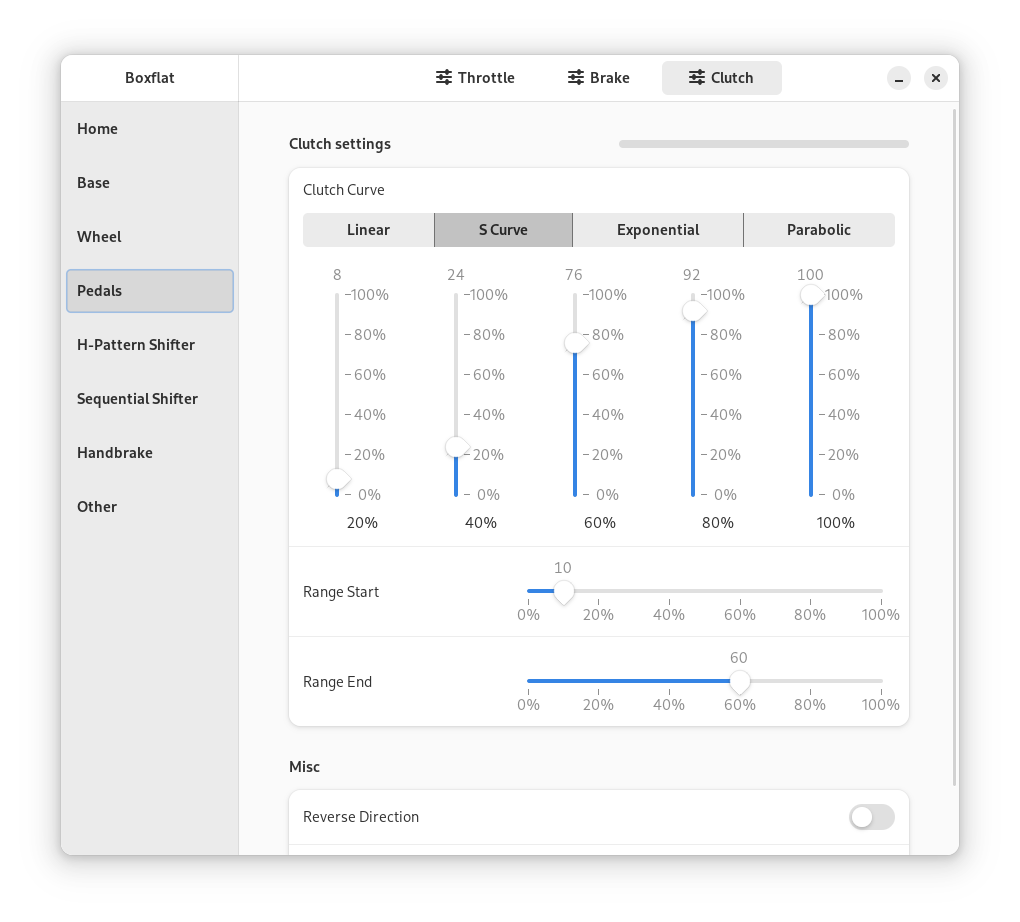 Boxflat
Throttle
Brake
Clutch
Home
Base
Wheel
Pedals
H-Pattern Shifter
Sequential Shifter
Handbrake
Other
Clutch settings
Clutch Curve
Linear S Curve Exponential Parabolic
8 24 76 92 100
100% 100% 100% 100% 100%
80% 80% 80% 80% 80%
60% 60% 60% 60% 60%
40% 40% 40% 40% 40%
20% 20% 20% 20% 20%
0% 0% 0% 0% 0%
20% 40% 60% 80% 100%
10
Range Start
0% 20% 40% 60% 80% 100%
60
Range End
0% 20% 40% 60% 80% 100%
Misc
Reverse Direction